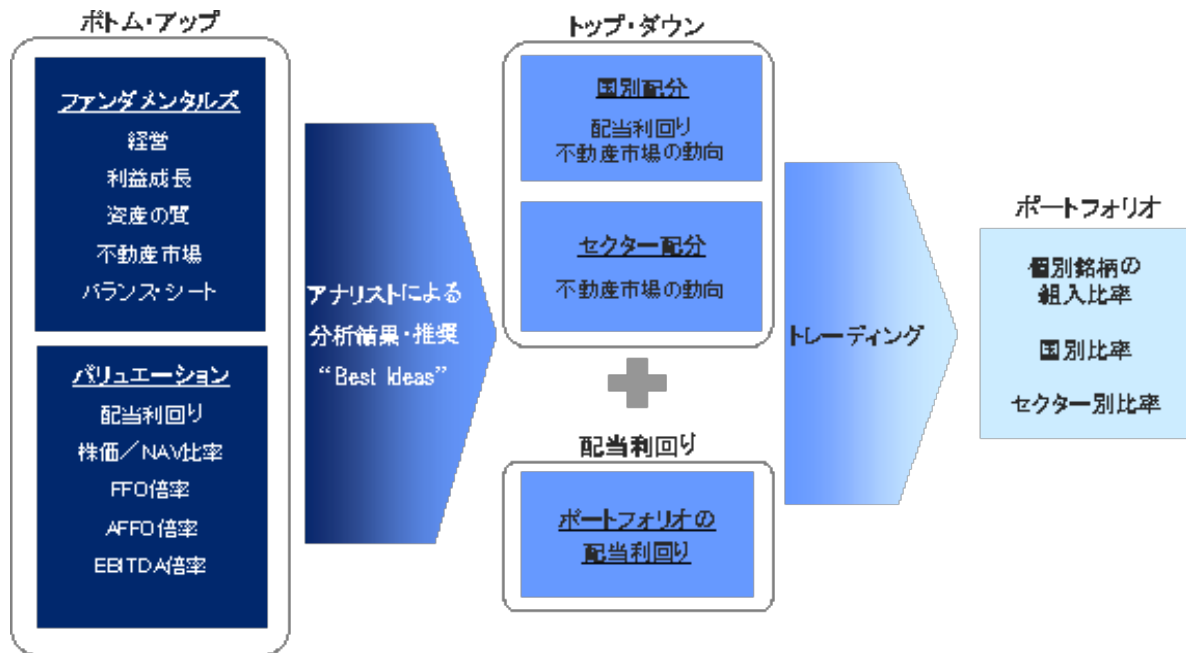 ボトム・アップ
ファンダメンタルズ
経営
利益成長
資産の質
不動産市場
バランス・シート
バリュエーション
配当利回り
株価／NAV比率
FFO倍率
AFFO倍率
EBITDA倍率
アナリストによる
分析結果・推奨
“Best Ideas”
トップ・ダウン
国別配分
配当利回り
不動産市場の動向
セクター配分
不動産市場の動向
配当利回り
ポートフォリオの
配当利回り
トレーディング
ポートフォリオ
個別銘柄の
組入比率
国別比率
セクター別比率